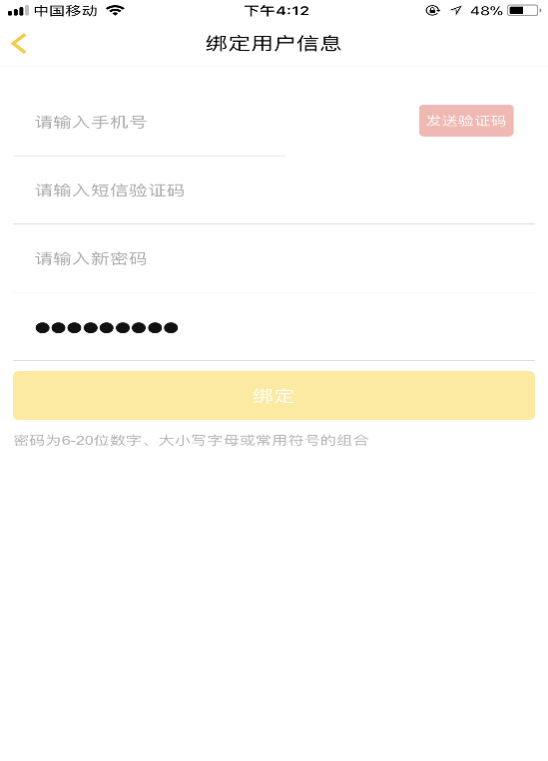 中国移动 下午4:12 48%
绑定用户信息
请输入手机号 发送验证码
请输入短信验证码
请输入新密码
●●●●●●●●●
绑定
密码为6-20位数字、大小写字母或常用符号的组合